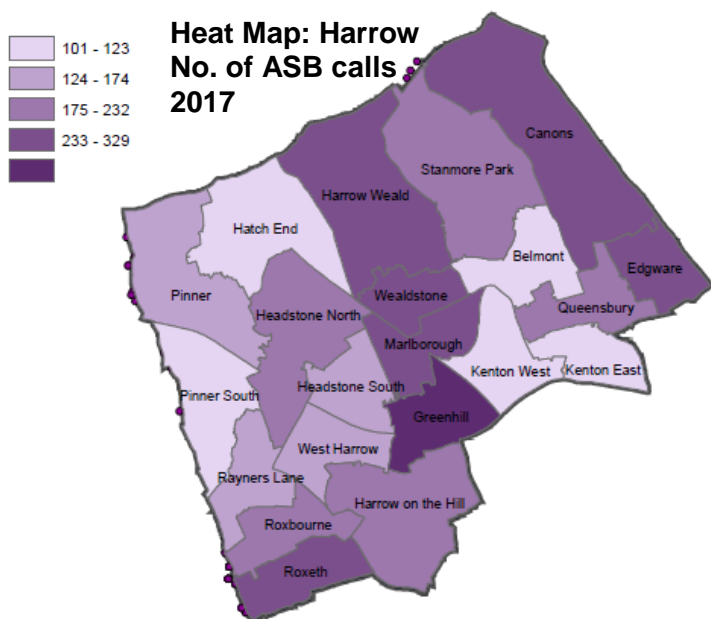 Heat Map: Harrow
No. of ASB calls
2017
101 - 123
124 - 174
175 - 232
233 - 329
Canons
Stanmore Park
Harrow Weald
Hatch End
Belmont
Edgware
Pinner
Wealdstone
Queensbury
Headstone North
Marlborough
Kenton West
Kenton East
Headstone South
Pinner South
Greenhill
West Harrow
Rayners Lane
Harrow on the Hill
Roxbourne
Roxeth